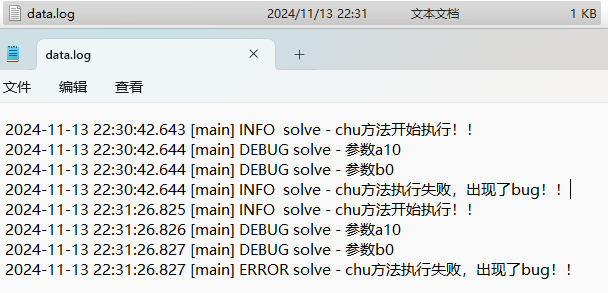 data.log 2024/11/13 22:31 文本文档 1 KB
data.log
文件 编辑 查看
2024-11-13 22:30:42.643 [main] INFO  solve - chu方法开始执行！！
2024-11-13 22:30:42.644 [main] DEBUG solve - 参数a10
2024-11-13 22:30:42.644 [main] DEBUG solve - 参数b0
2024-11-13 22:30:42.644 [main] INFO  solve - chu方法执行失败，出现了bug！！
2024-11-13 22:31:26.825 [main] INFO  solve - chu方法开始执行！！
2024-11-13 22:31:26.826 [main] DEBUG solve - 参数a10
2024-11-13 22:31:26.827 [main] DEBUG solve - 参数b0
2024-11-13 22:31:26.827 [main] ERROR solve - chu方法执行失败，出现了bug！！